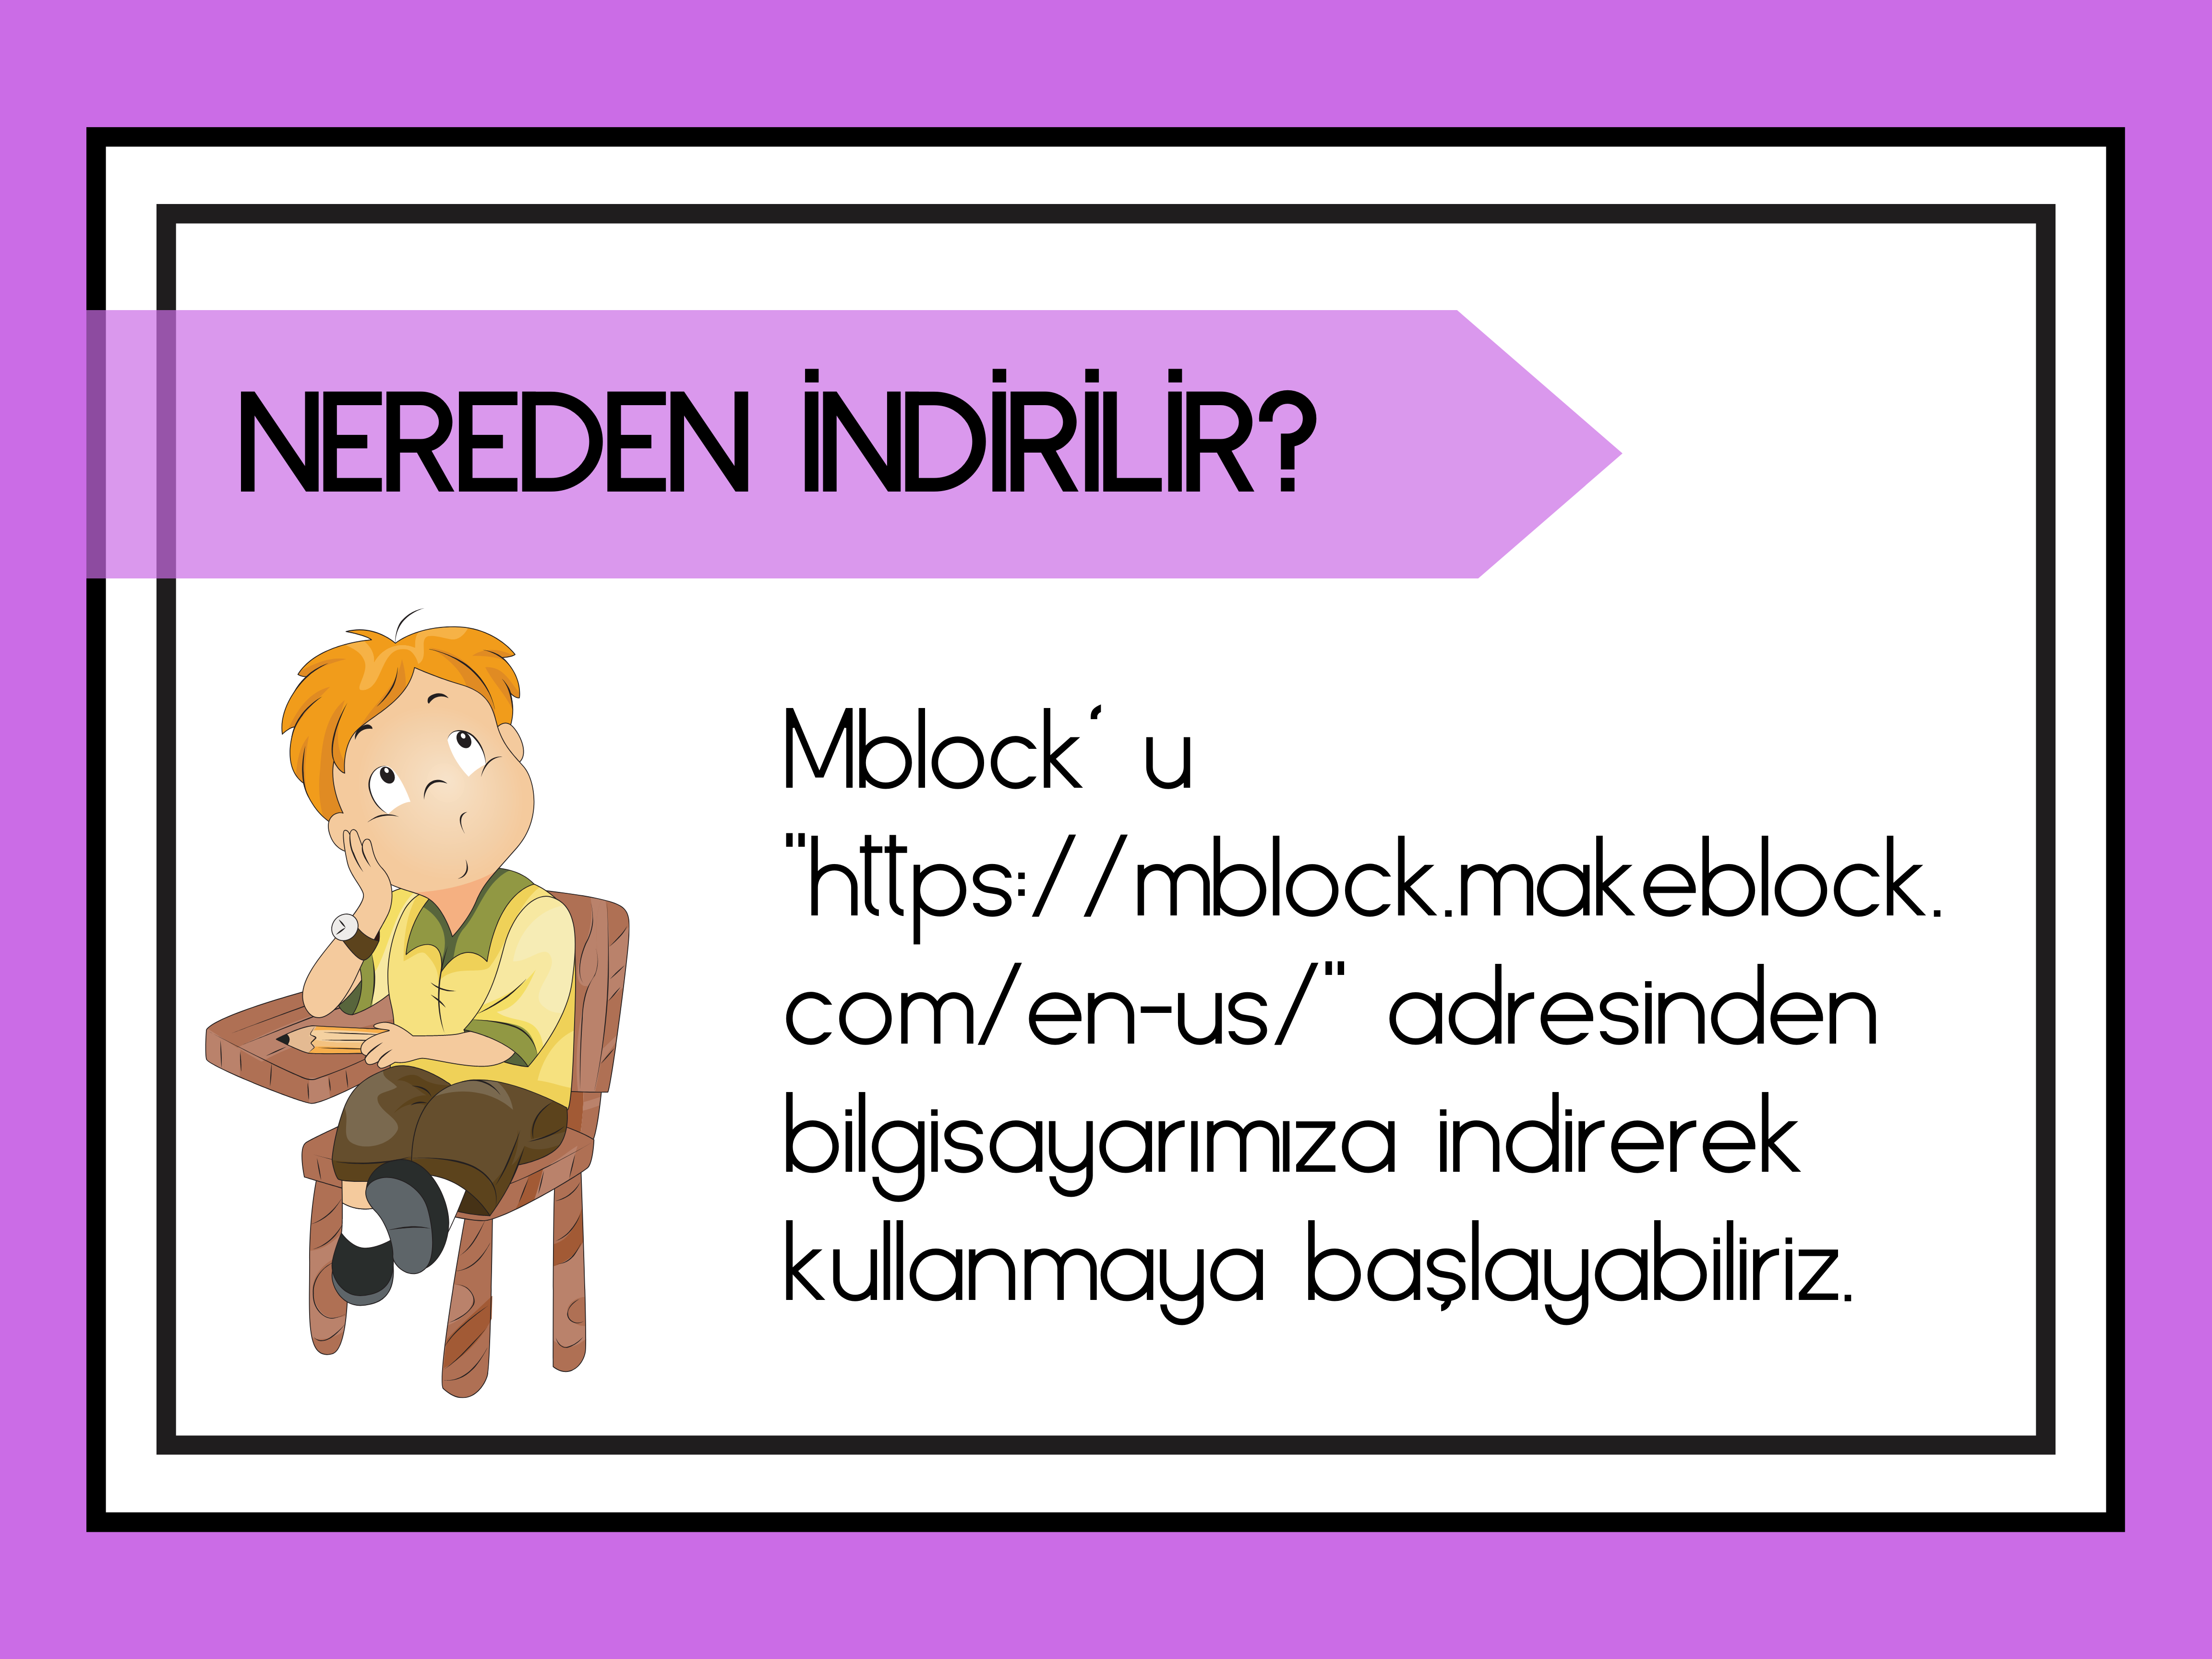 NEREDEN İNDİRİLİR?
Mblock‘ u
"https://mblock.makeblock.
com/en-us/" adresinden
bilgisayarımıza indirerek
kullanmaya başlayabiliriz.